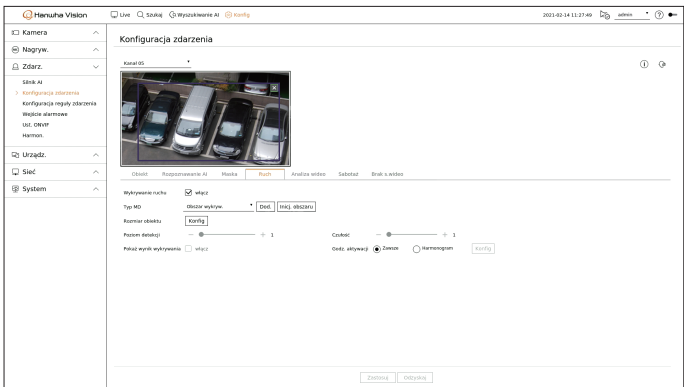 Hanwha Vision
Live Szukaj Wyszukiwanie AI Konfig
2021-02-14 11:27:49 admin
Kamera
Nagryw.
Zdarz.
Silnik AI
Konfiguracja zdarzenia
Konfiguracja reguły zdarzenia
Wejście alarmowe
Ust. ONVIF
Harmon.
Urządz.
Sieć
System
Konfiguracja zdarzenia
Kanał 05
Obiekt Rozpoznawanie AI Maska Ruch Analiza wideo Sabotaż Brak s.wideo
Wykrywanie ruchu włącz
Typ MD Obszar wykryw. Dod. Inicj. obszaru
Rozmiar obiektu Konfig
Poziom detekcji 1 Czułość 1
Pokaż wynik wykrywania włącz Godz. aktywacji Zawsze Harmonogram Konfig
Zastosuj Odzyskaj